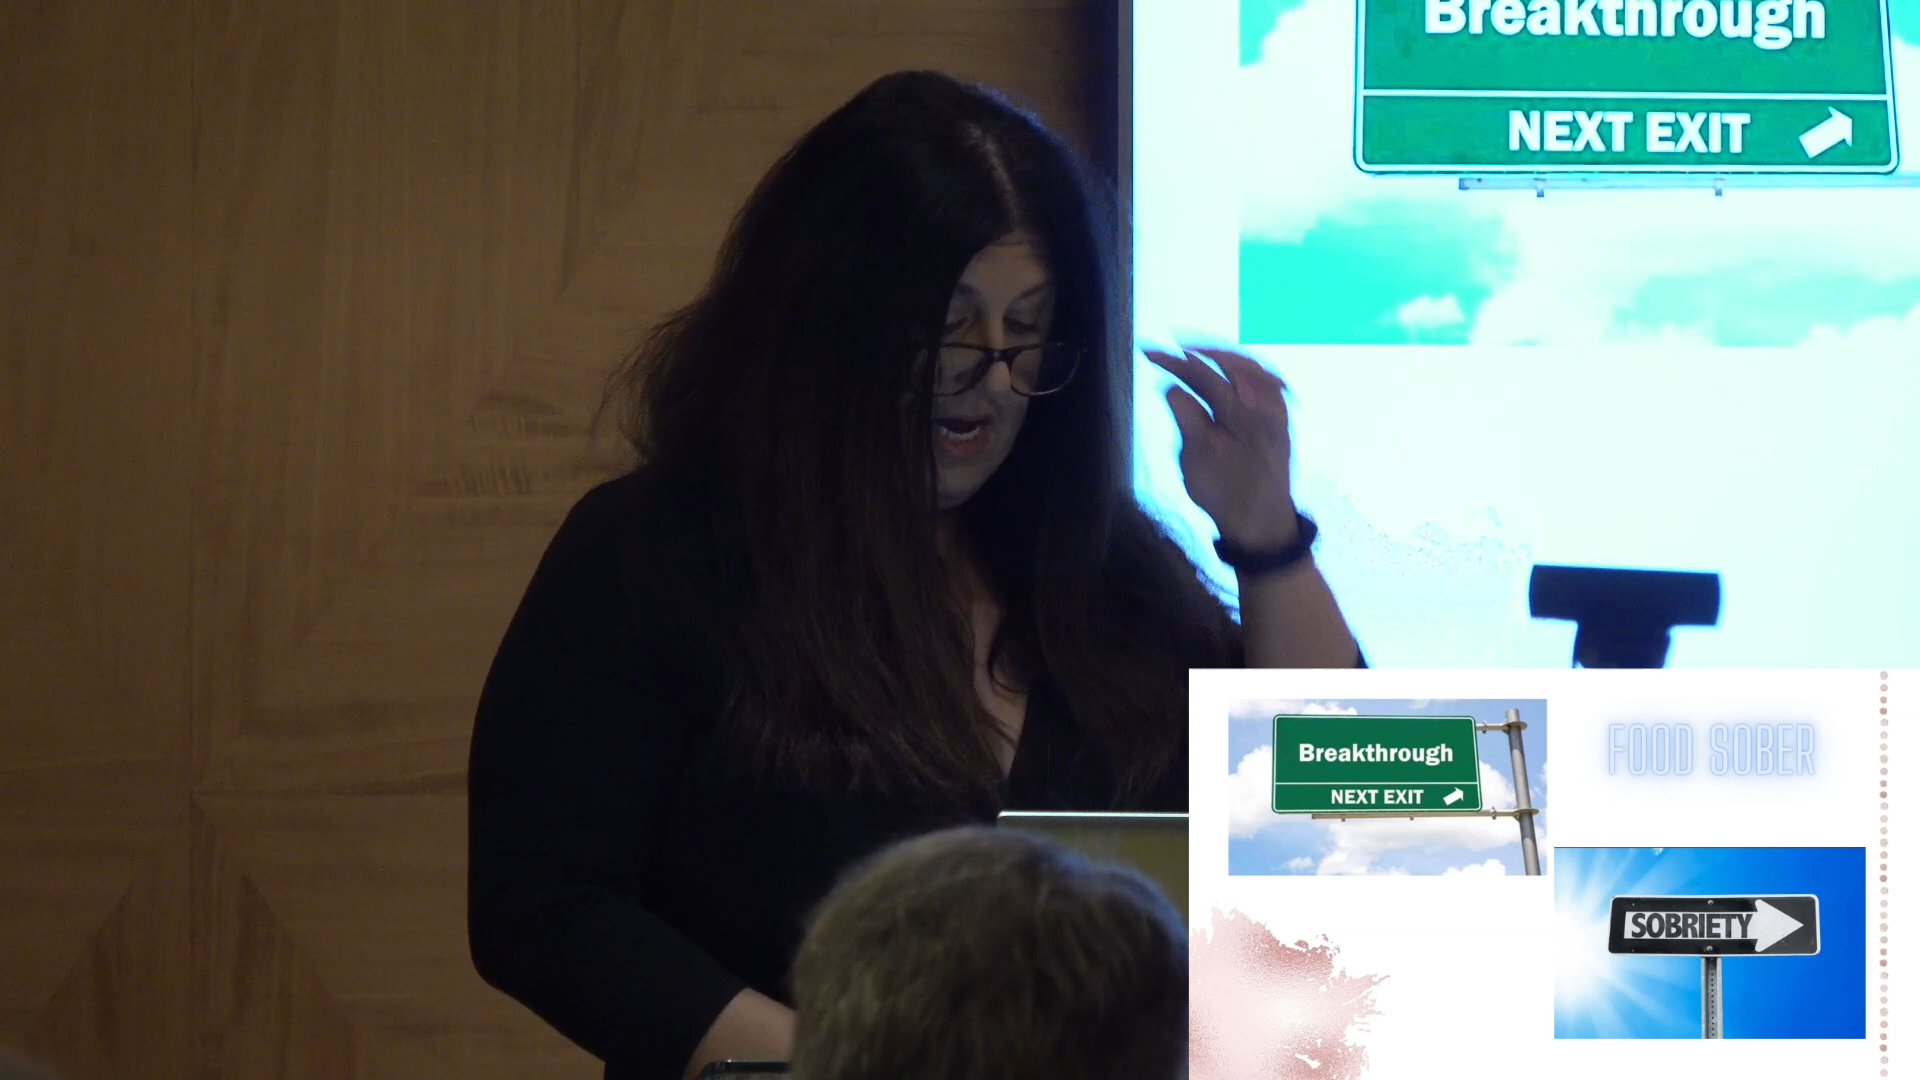 Breakthrough
NEXT EXIT
Breakthrough
NEXT EXIT
FOOD SOBER
SOBRIETY